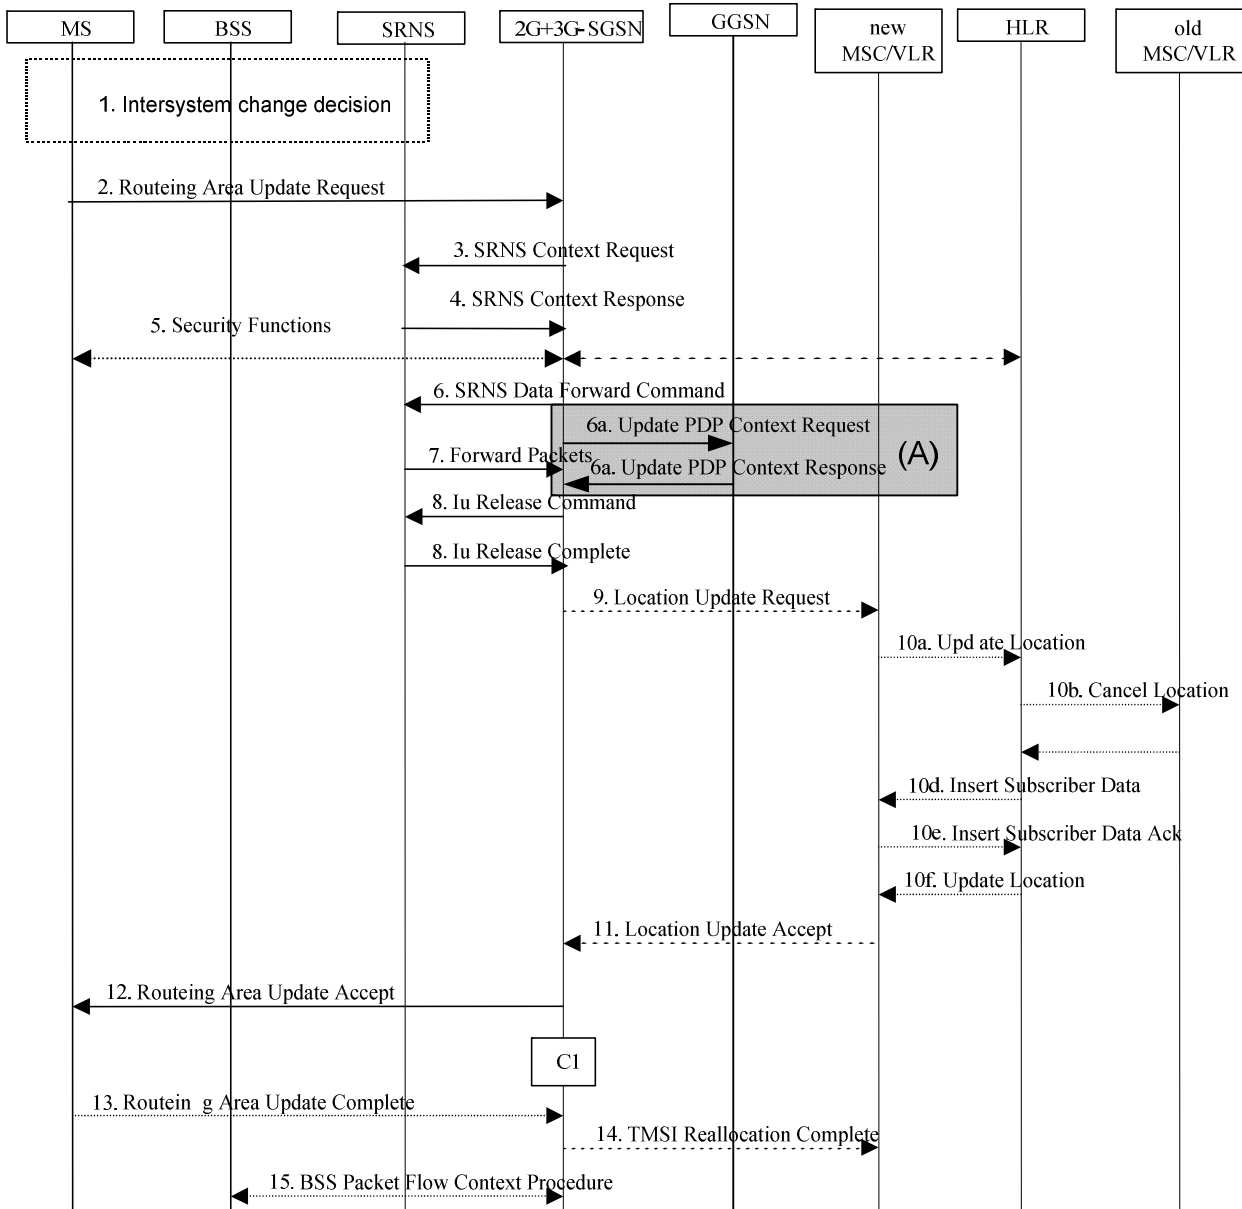 MS
BSS
SRNS
2G+3G-SGSN
GGSN
new
MSC/VLR
HLR
old
MSC/VLR
1. Intersystem change decision
2. Routeing Area Update Request
3. SRNS Context Request
4. SRNS Context Response
5. Security Functions
6. SRNS Data Forward Command
6a. Update PDP Context Request
(A)
7. Forward Packets
6a. Update PDP Context Response
8. Iu Release Command
8. Iu Release Complete
9. Location Update Request
10a. Upd ate Location
10b. Cancel Location
10d. Insert Subscriber Data
10e. Insert Subscriber Data Ack
10f. Update Location
11. Location Update Accept
12. Routeing Area Update Accept
C1
13. Routein g Area Update Complete
14. TMSI Reallocation Complete
15. BSS Packet Flow Context Procedure